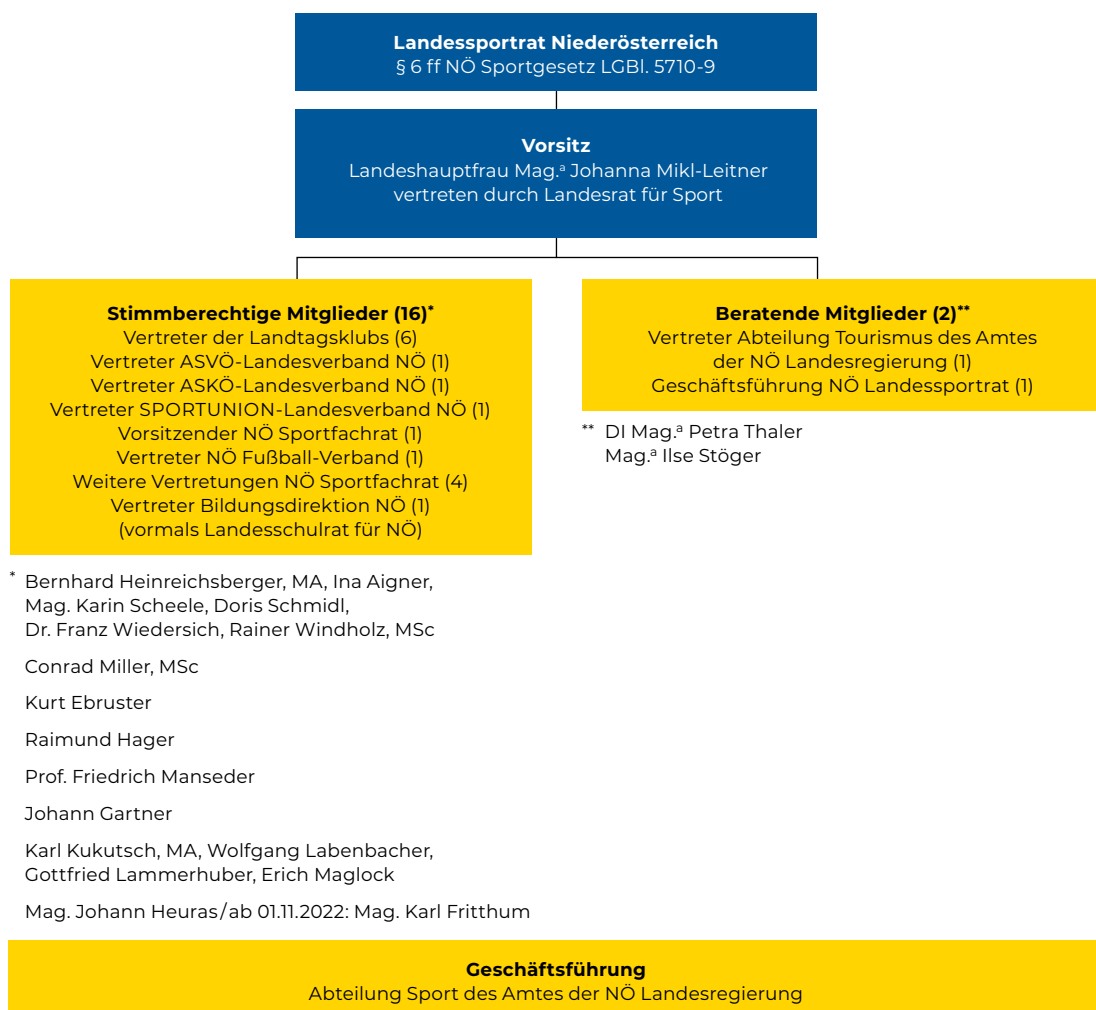 Landessportrat Niederösterreich
§ 6 ff NÖ Sportgesetz LGBl. 5710-9
Vorsitz
Landeshauptfrau Mag.ª Johanna Mikl-Leitner
vertreten durch Landesrat für Sport
Stimmberechtige Mitglieder (16)*
Vertreter der Landtagsklubs (6)
Vertreter ASVÖ-Landesverband NÖ (1)
Vertreter ASKÖ-Landesverband NÖ (1)
Vertreter SPORTUNION-Landesverband NÖ (1)
Vorsitzender NÖ Sportfachrat (1)
Vertreter NÖ Fußball-Verband (1)
Weitere Vertretungen NÖ Sportfachrat (4)
Vertreter Bildungsdirektion NÖ (1)
(vormals Landesschulrat für NÖ)
* Bernhard Heinreichsberger, MA, Ina Aigner,
Mag. Karin Scheele, Doris Schmidl,
Dr. Franz Wiedersich, Rainer Windholz, MSc
Conrad Miller, MSc
Kurt Ebruster
Raimund Hager
Prof. Friedrich Manseder
Johann Gartner
Karl Kukutsch, MA, Wolfgang Labenbacher,
Gottfried Lammerhuber, Erich Maglock
Mag. Johann Heuras/ab 01.11.2022: Mag. Karl Fritthum
Beratende Mitglieder (2)**
Vertreter Abteilung Tourismus des Amtes
der NÖ Landesregierung (1)
Geschäftsführung NÖ Landessportrat (1)
** DI Mag.ª Petra Thaler
Mag.ª Ilse Stöger
Geschäftsführung
Abteilung Sport des Amtes der NÖ Landesregierung